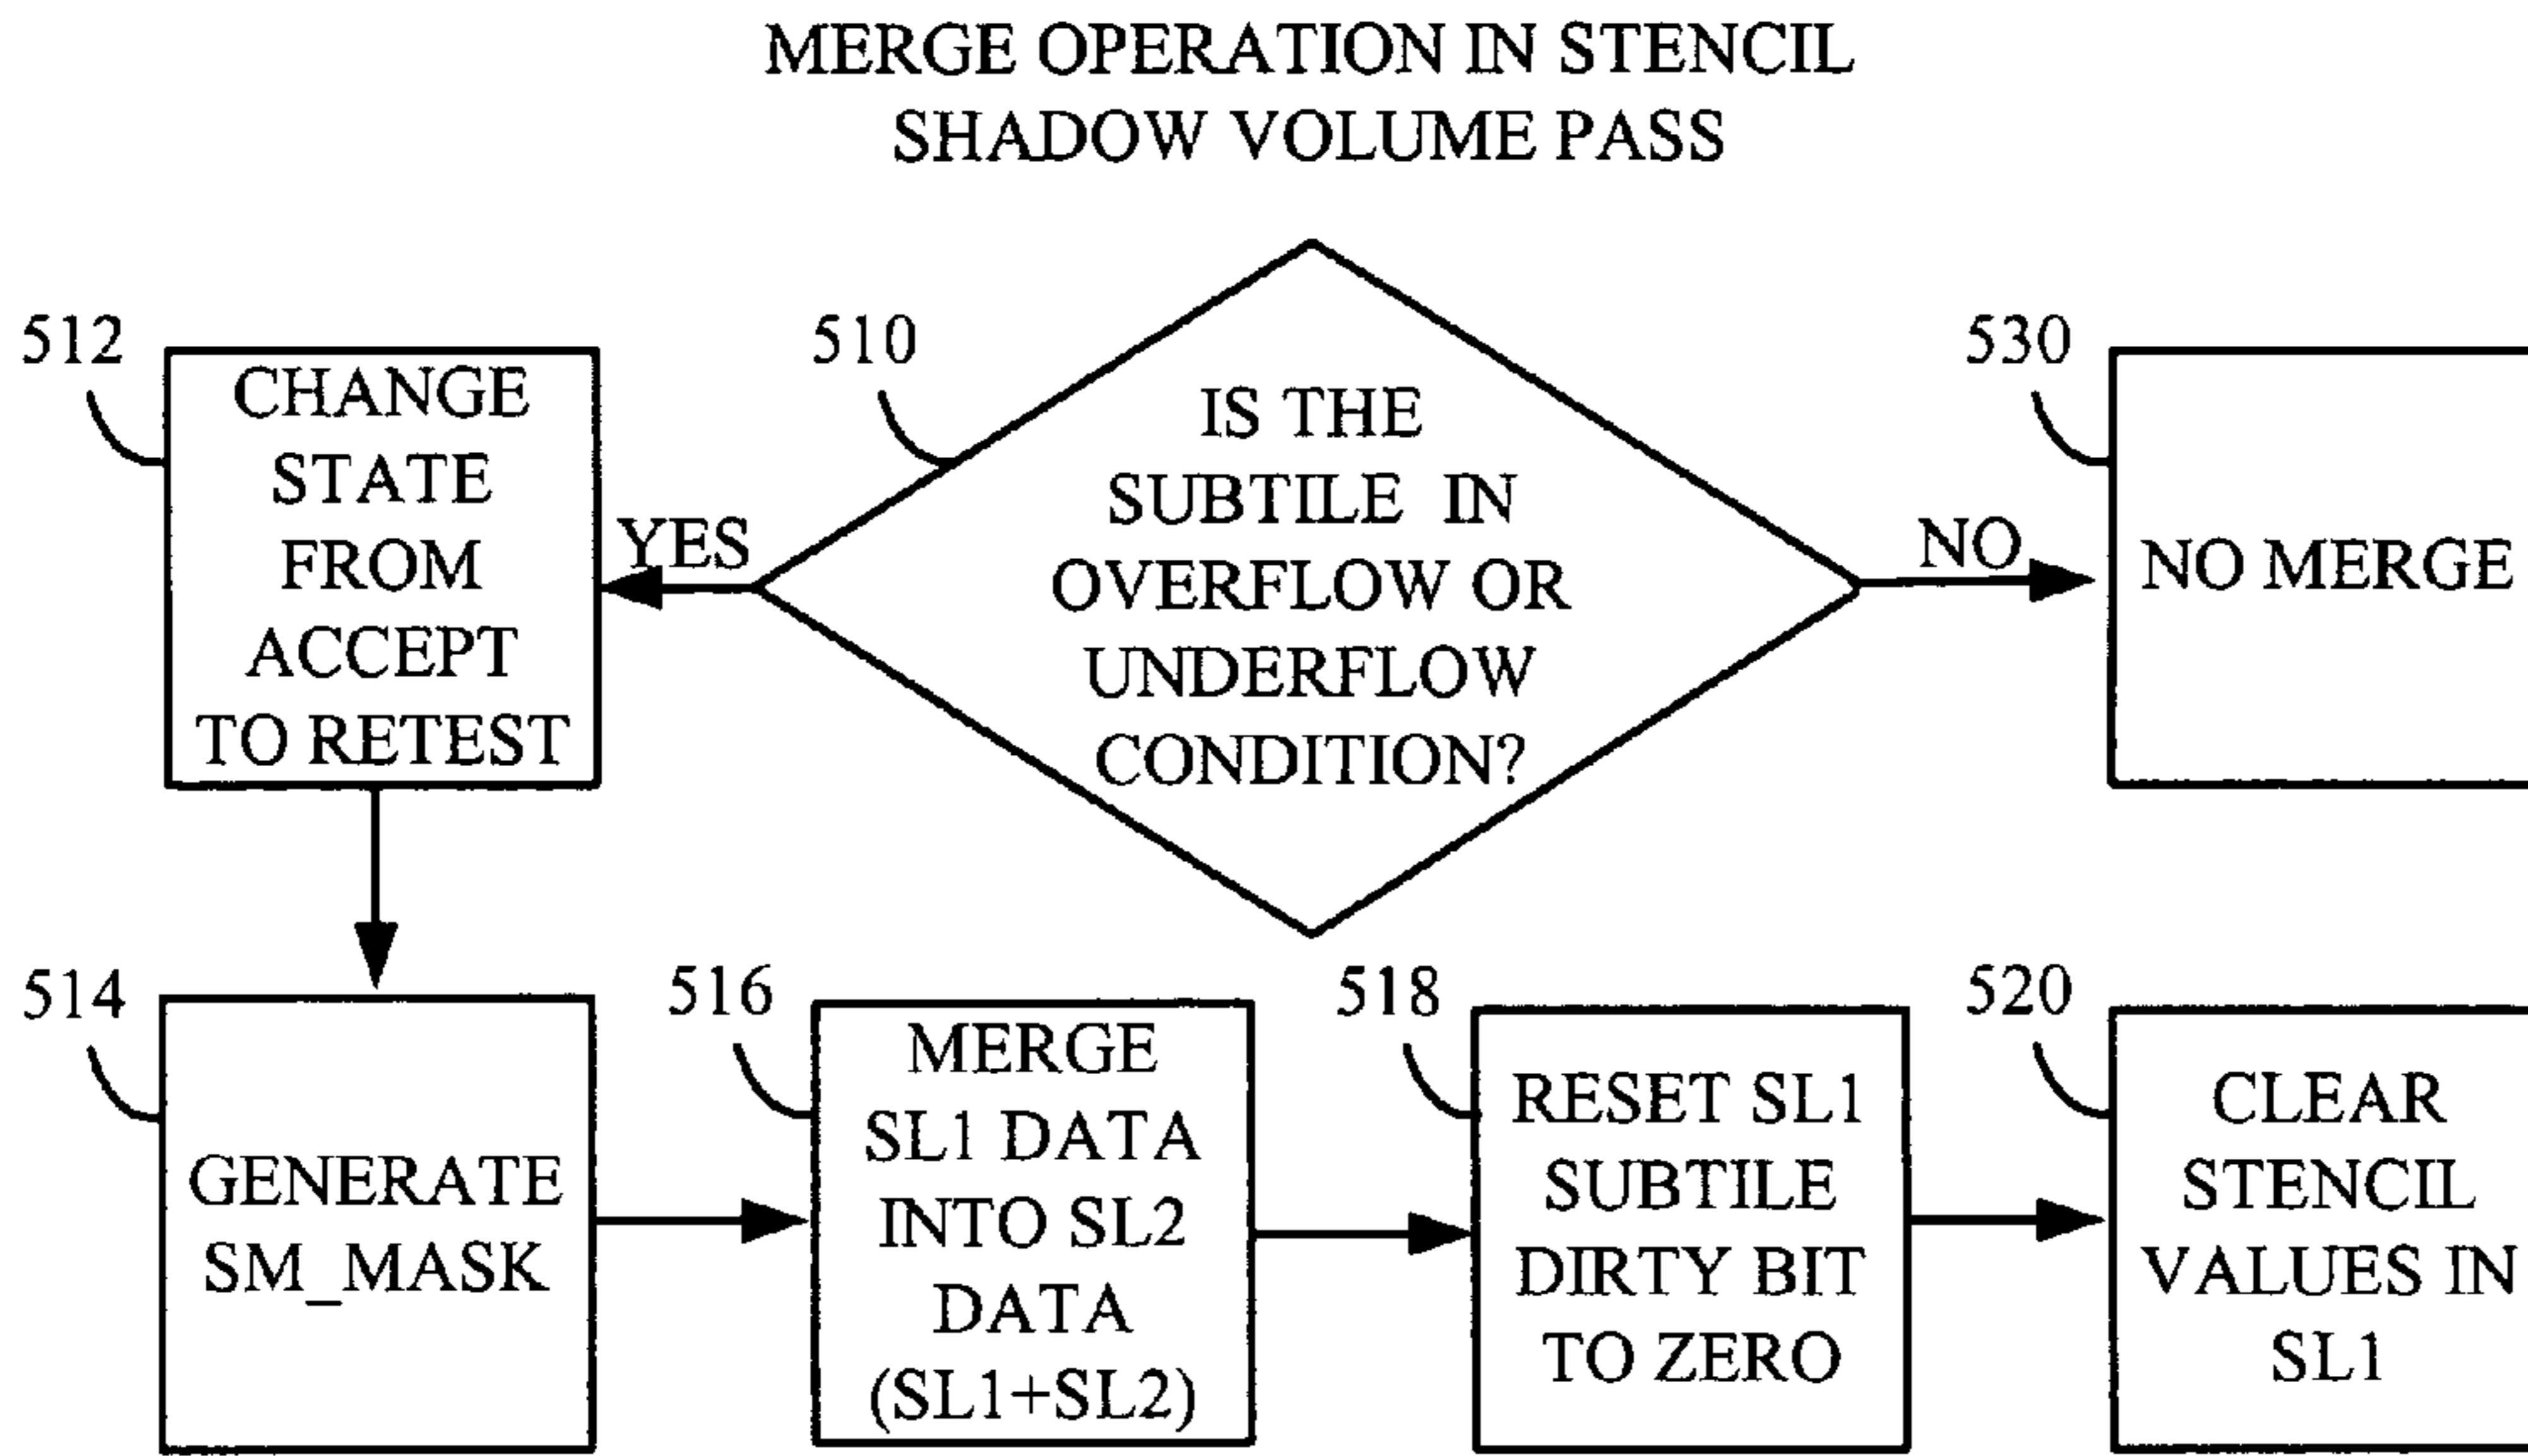 MERGE OPERATION IN STENCIL
SHADOW VOLUME PASS
512
CHANGE
STATE
FROM
ACCEPT
TO RETEST
YES
510
IS THE
SUBTILE IN
OVERFLOW OR
UNDERFLOW
CONDITION?
NO
530
NO MERGE
514
GENERATE
SM_MASK
516
MERGE
SL1 DATA
INTO SL2
DATA
(SL1+SL2)
518
RESET SL1
SUBTILE
DIRTY BIT
TO ZERO
520
CLEAR
STENCIL
VALUES IN
SL1